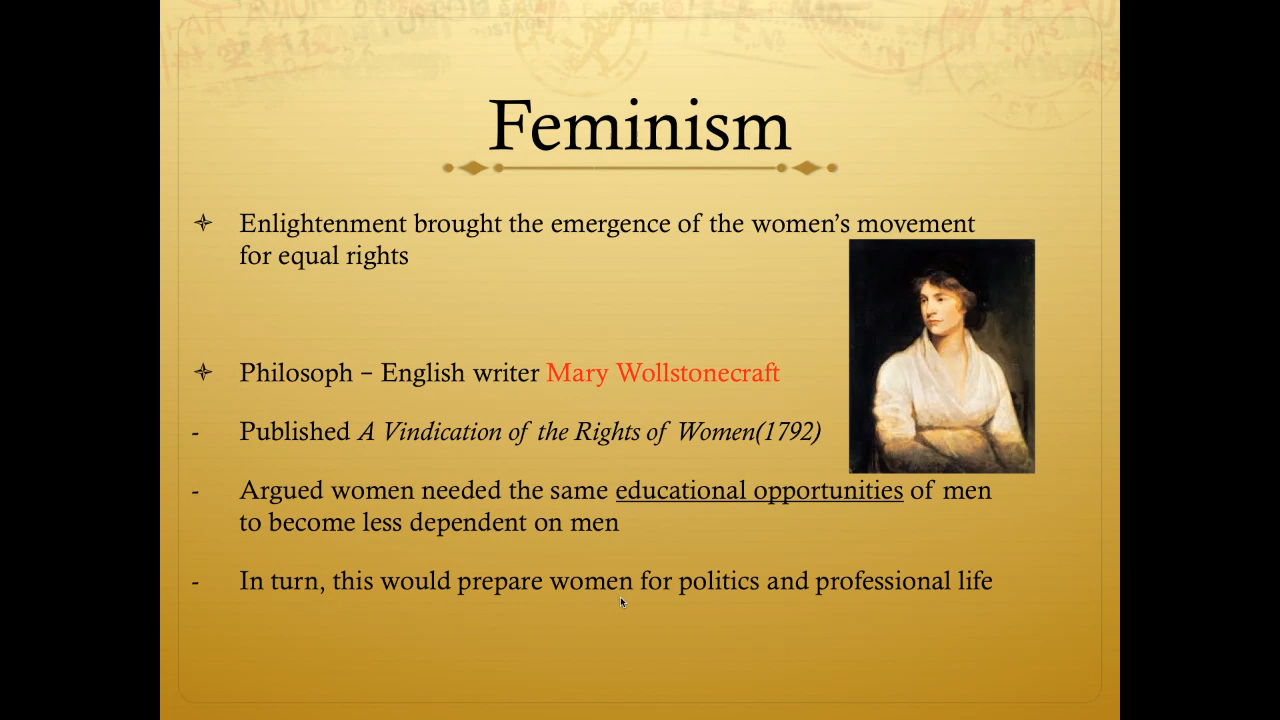 Feminism
Enlightenment brought the emergence of the women's movement
for equal rights
Philosoph – English writer Mary Wollstonecraft
- Published A Vindication of the Rights of Women(1792)
- Argued women needed the same educational opportunities of men
to become less dependent on men
- In turn, this would prepare women for politics and professional life